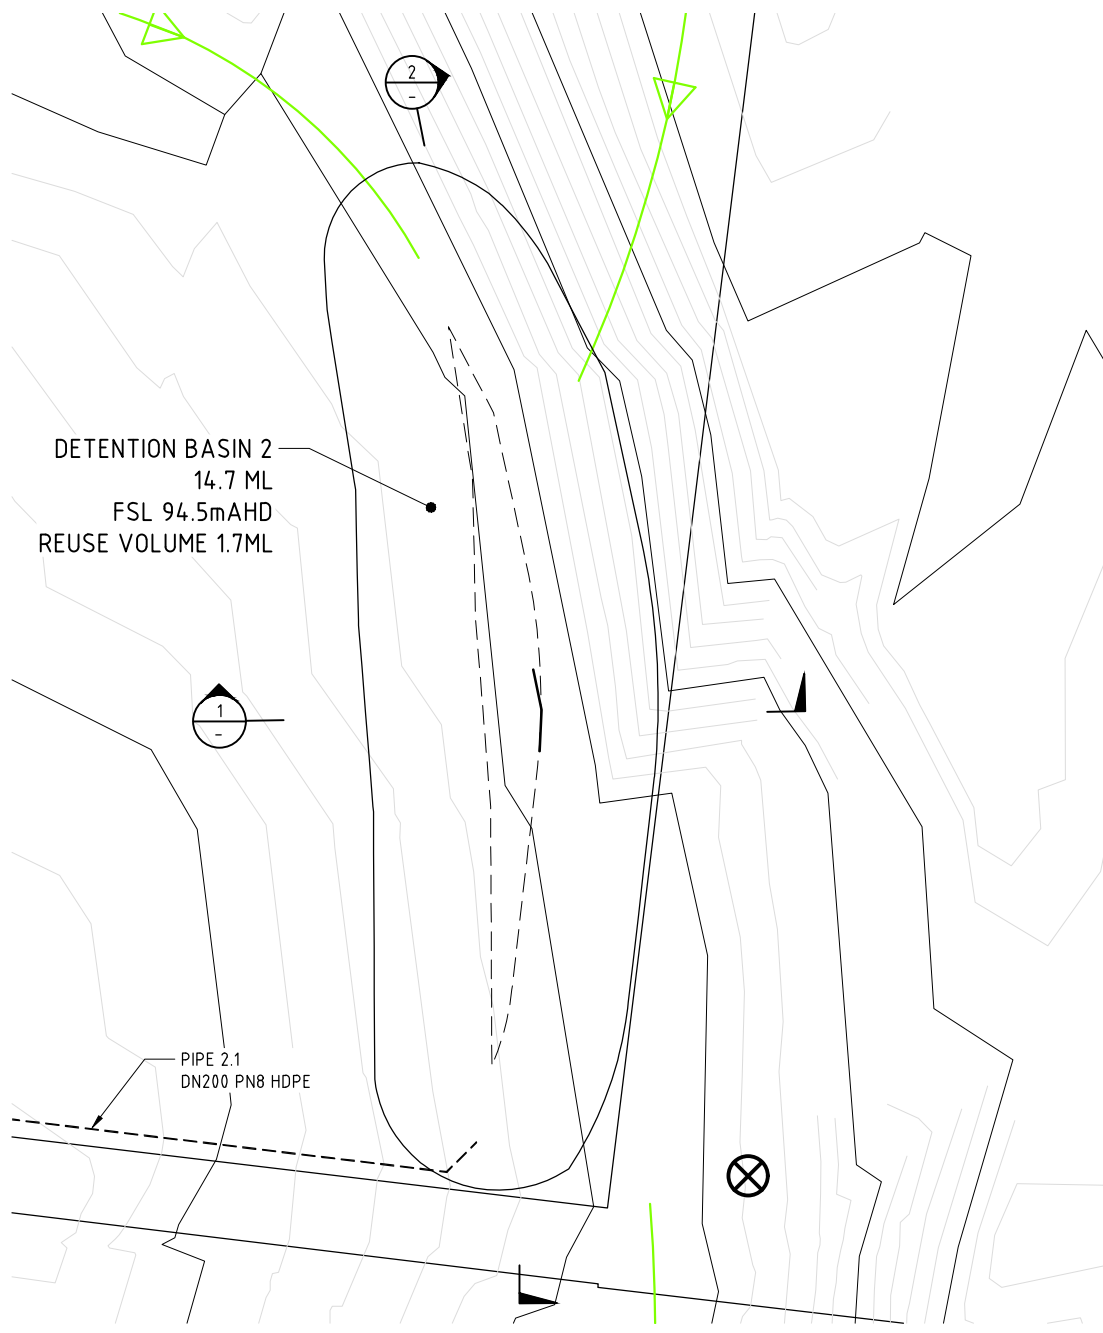 2
-
DETENTION BASIN 2
14.7 ML
FSL 94.5mAHD
REUSE VOLUME 1.7ML
1
-
PIPE 2.1
DN200 PN8 HDPE